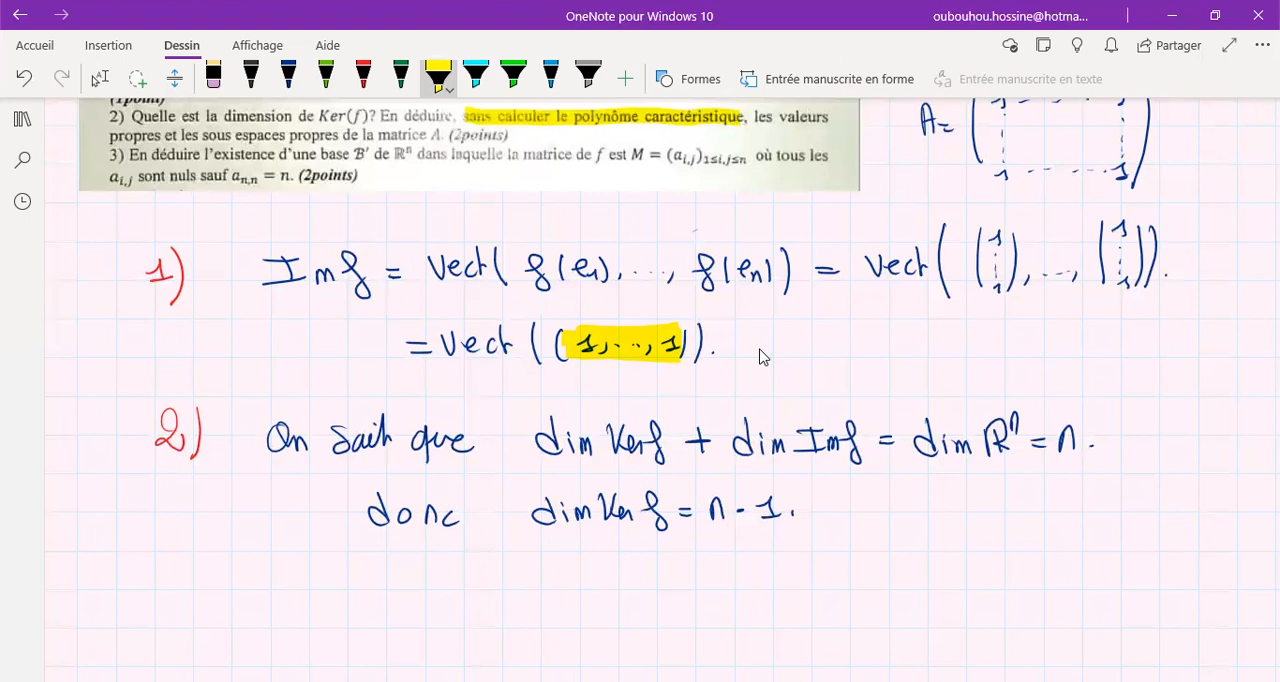 OneNote pour Windows 10
oubouhou.hossine@hotma...
Accueil Insertion Dessin Affichage Aide
Partager
Formes Entrée manuscrite en forme Entrée manuscrite en texte
(1point)
2) Quelle est la dimension de Ker(f)? En déduire, sans calculer le polynôme caractéristique, les valeurs
propres et les sous espaces propres de la matrice A. (2points)
3) En déduire l'existence d'une base B' de ℝⁿ dans laquelle la matrice de f est M = (a_{i,j})_{1≤i,j≤n} où tous les
a_{i,j} sont nuls sauf a_{n,n} = n. (2points)
A= ( 1 ..... 1 )
1) Im f = Vect( f(e₁), ..., f(eₙ) ) = Vect( (1 ⋮ 1), ..., (1 ⋮ 1) ).
= Vect( (1, ..., 1) ).
2) On sait que dim Ker f + dim Im f = dim ℝⁿ = n.
donc dim Ker f = n - 1.